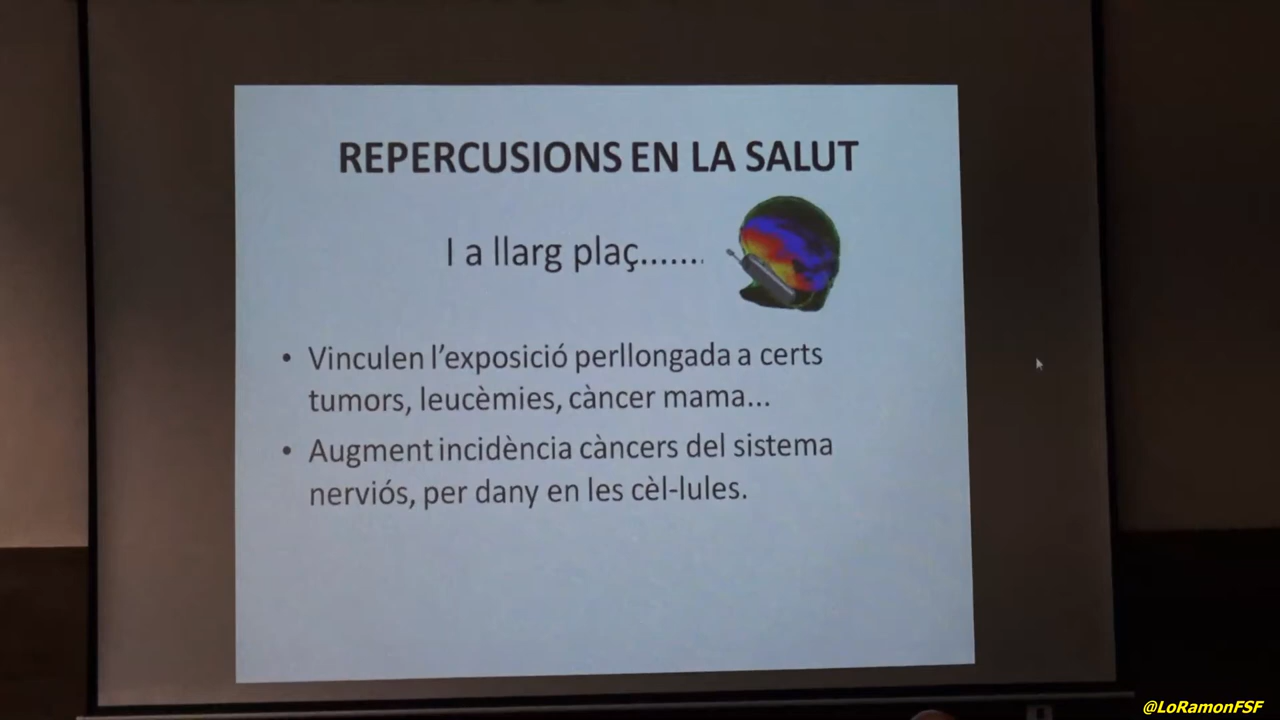 REPERCUSIONS EN LA SALUT
I a llarg plaç.......
• Vinculen l’exposició perllongada a certs
tumors, leucèmies, càncer mama...
• Augment incidència càncers del sistema
nerviós, per dany en les cèl-lules.
@LoRamonFSF